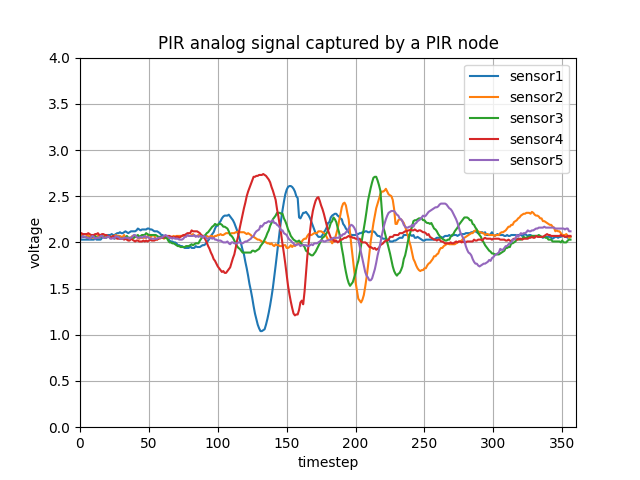 PIR analog signal captured by a PIR node
4.0
3.5
3.0
2.5
2.0
1.5
1.0
0.5
0.0
voltage
sensor1
sensor2
sensor3
sensor4
sensor5
0 50 100 150 200 250 300 350
timestep